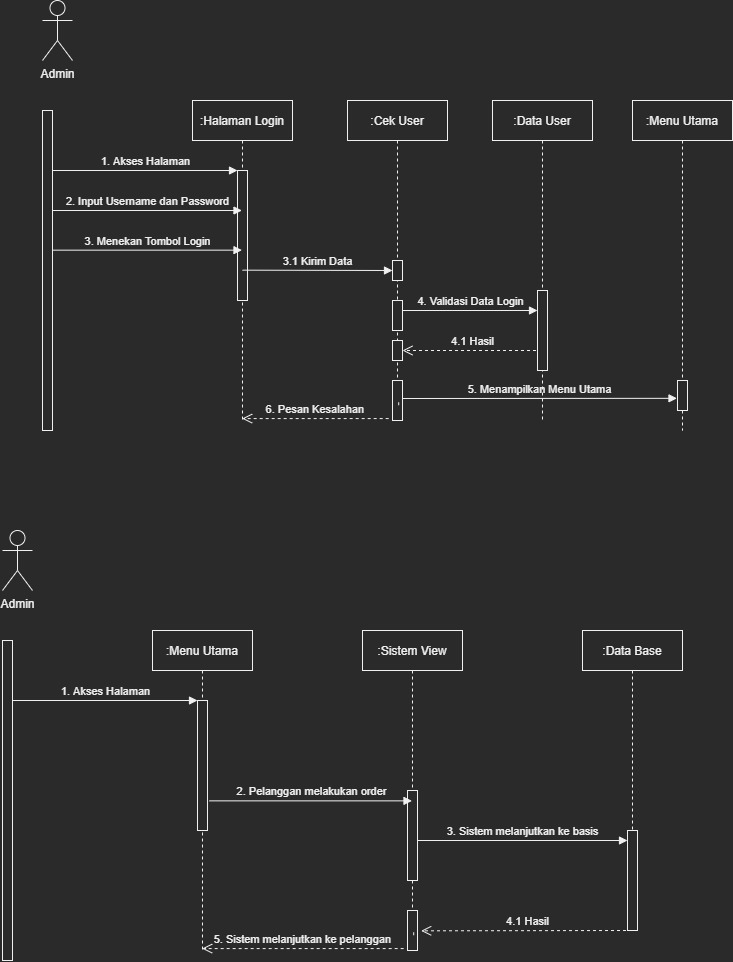 Admin
:Halaman Login
:Cek User
:Data User
:Menu Utama
1. Akses Halaman
2. Input Username dan Password
3. Menekan Tombol Login
3.1 Kirim Data
4. Validasi Data Login
4.1 Hasil
5. Menampilkan Menu Utama
6. Pesan Kesalahan
Admin
:Menu Utama
:Sistem View
:Data Base
1. Akses Halaman
2. Pelanggan melakukan order
3. Sistem melanjutkan ke basis
4.1 Hasil
5. Sistem melanjutkan ke pelanggan